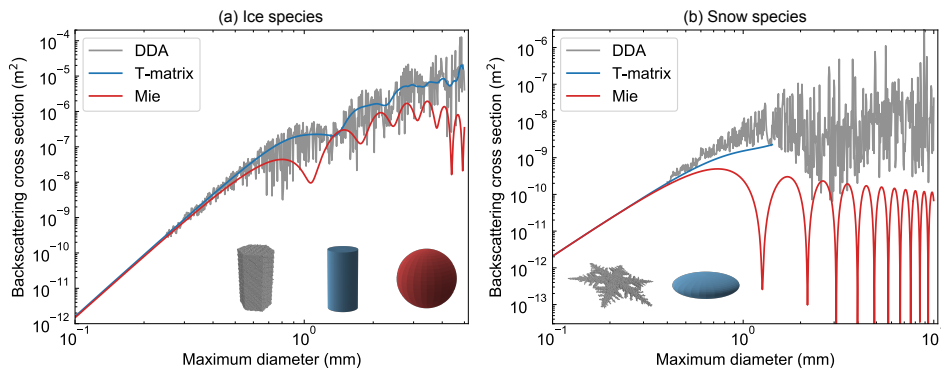 (a) Ice species
Backscattering cross section (m²)
10⁻⁴
10⁻⁵
10⁻⁶
10⁻⁷
10⁻⁸
10⁻⁹
10⁻¹⁰
10⁻¹¹
10⁻¹²
DDA
T-matrix
Mie
10⁻¹
10⁰
Maximum diameter (mm)
(b) Snow species
Backscattering cross section (m²)
10⁻⁶
10⁻⁷
10⁻⁸
10⁻⁹
10⁻¹⁰
10⁻¹¹
10⁻¹²
10⁻¹³
DDA
T-matrix
Mie
10⁻¹
10⁰
10¹
Maximum diameter (mm)